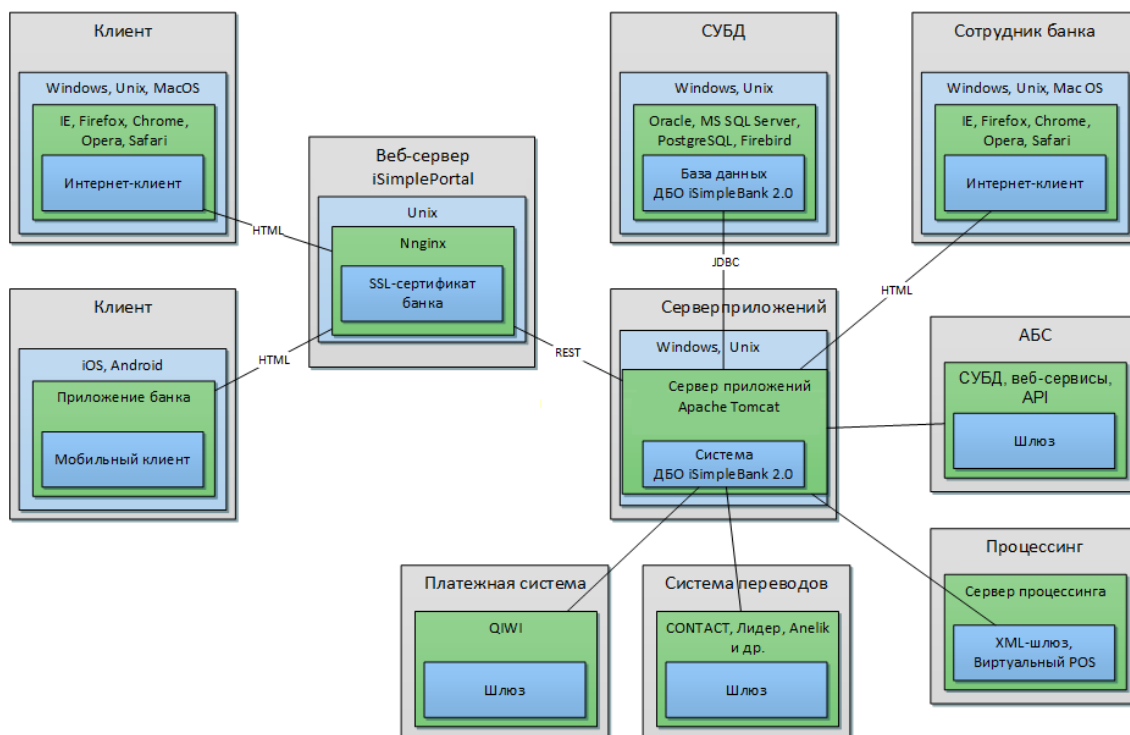 Клиент
Windows, Unix, MacOS
IE, Firefox, Chrome,
Opera, Safari
Интернет-клиент
HTML
Веб-сервер
iSimplePortal
Unix
Nnginx
SSL-сертификат
банка
Клиент
iOS, Android
Приложение банка
Мобильный клиент
HTML
REST
СУБД
Windows, Unix
Oracle, MS SQL Server,
PostgreSQL, Firebird
База данных
ДБО iSimpleBank 2.0
JDBC
Сотрудник банка
Windows, Unix, Mac OS
IE, Firefox, Chrome,
Opera, Safari
Интернет-клиент
HTML
Серверприложений
Windows, Unix
Сервер приложений
Apache Tomcat
Система
ДБО iSimpleBank 2.0
АБС
СУБД, веб-сервисы,
API
Шлюз
Платежная система
QIWI
Шлюз
Система переводов
CONTACT, Лидер, Anelik
и др.
Шлюз
Процессинг
Сервер процессинга
XML-шлюз,
Виртуальный POS